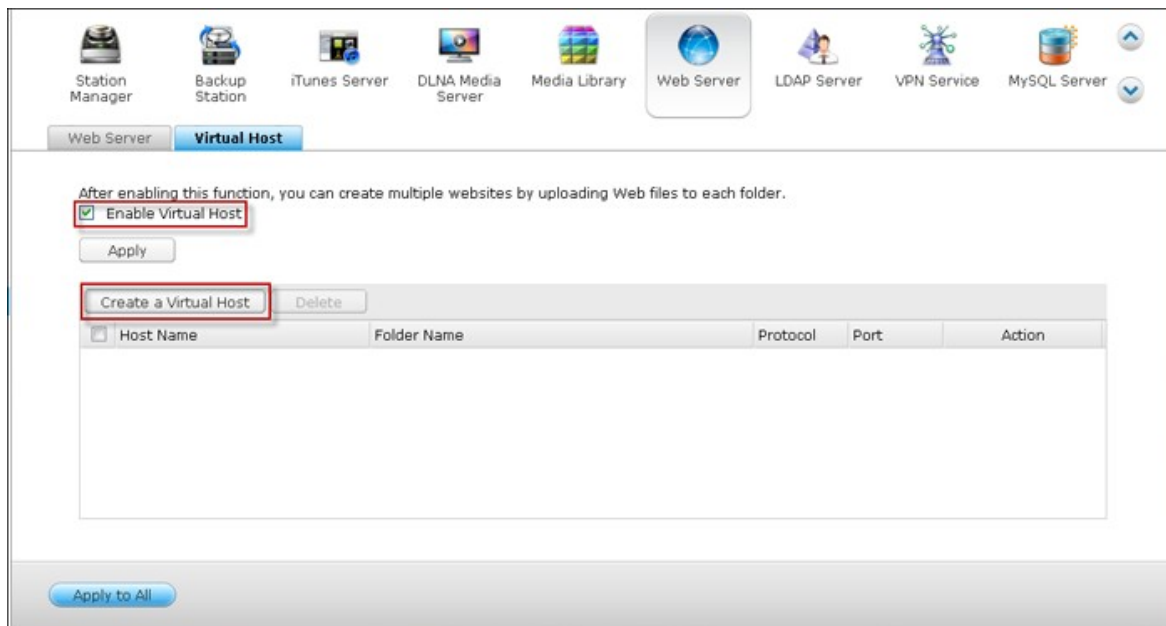 Station Manager
Backup Station
iTunes Server
DLNA Media Server
Media Library
Web Server
LDAP Server
VPN Service
MySQL Server
Web Server
Virtual Host
After enabling this function, you can create multiple websites by uploading Web files to each folder.
Enable Virtual Host
Apply
Create a Virtual Host
Delete
Host Name
Folder Name
Protocol
Port
Action
Apply to All